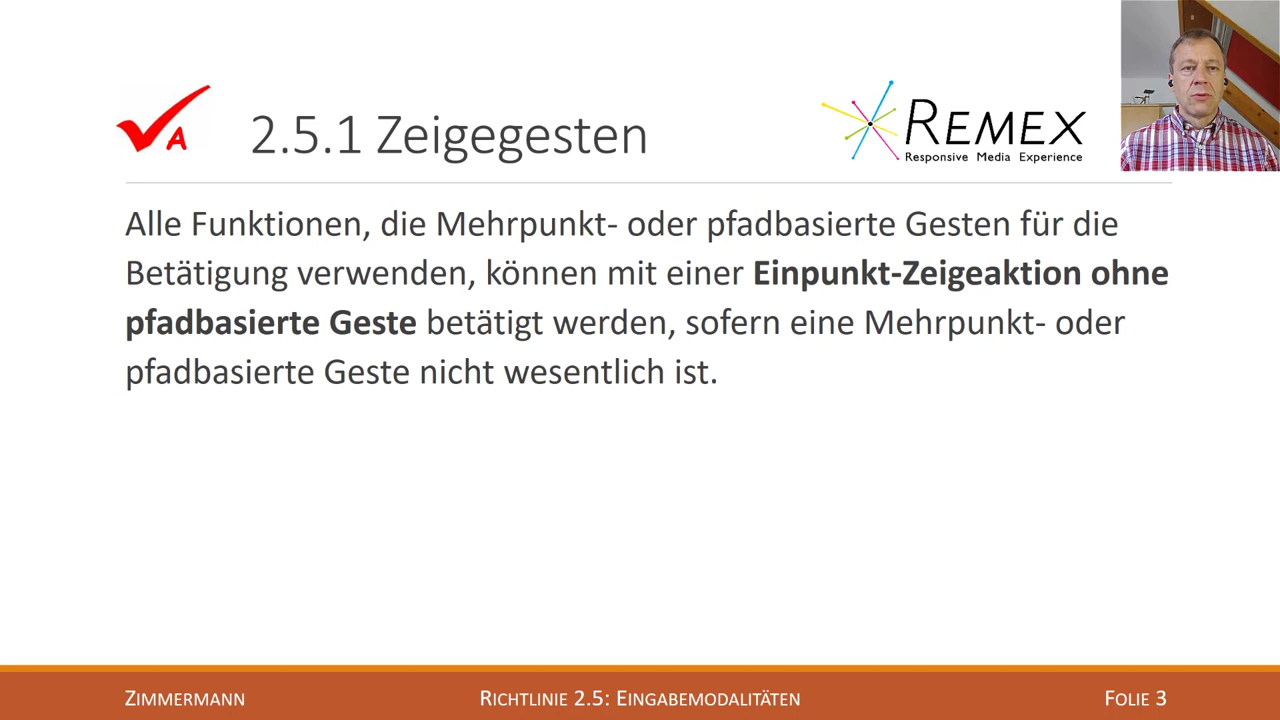 A
2.5.1 Zeigegesten
REMEX
Responsive Media Experience
Alle Funktionen, die Mehrpunkt- oder pfadbasierte Gesten für die
Betätigung verwenden, können mit einer Einpunkt-Zeigeaktion ohne
pfadbasierte Geste betätigt werden, sofern eine Mehrpunkt- oder
pfadbasierte Geste nicht wesentlich ist.
ZIMMERMANN
RICHTLINIE 2.5: EINGABEMODALITÄTEN
FOLIE 3